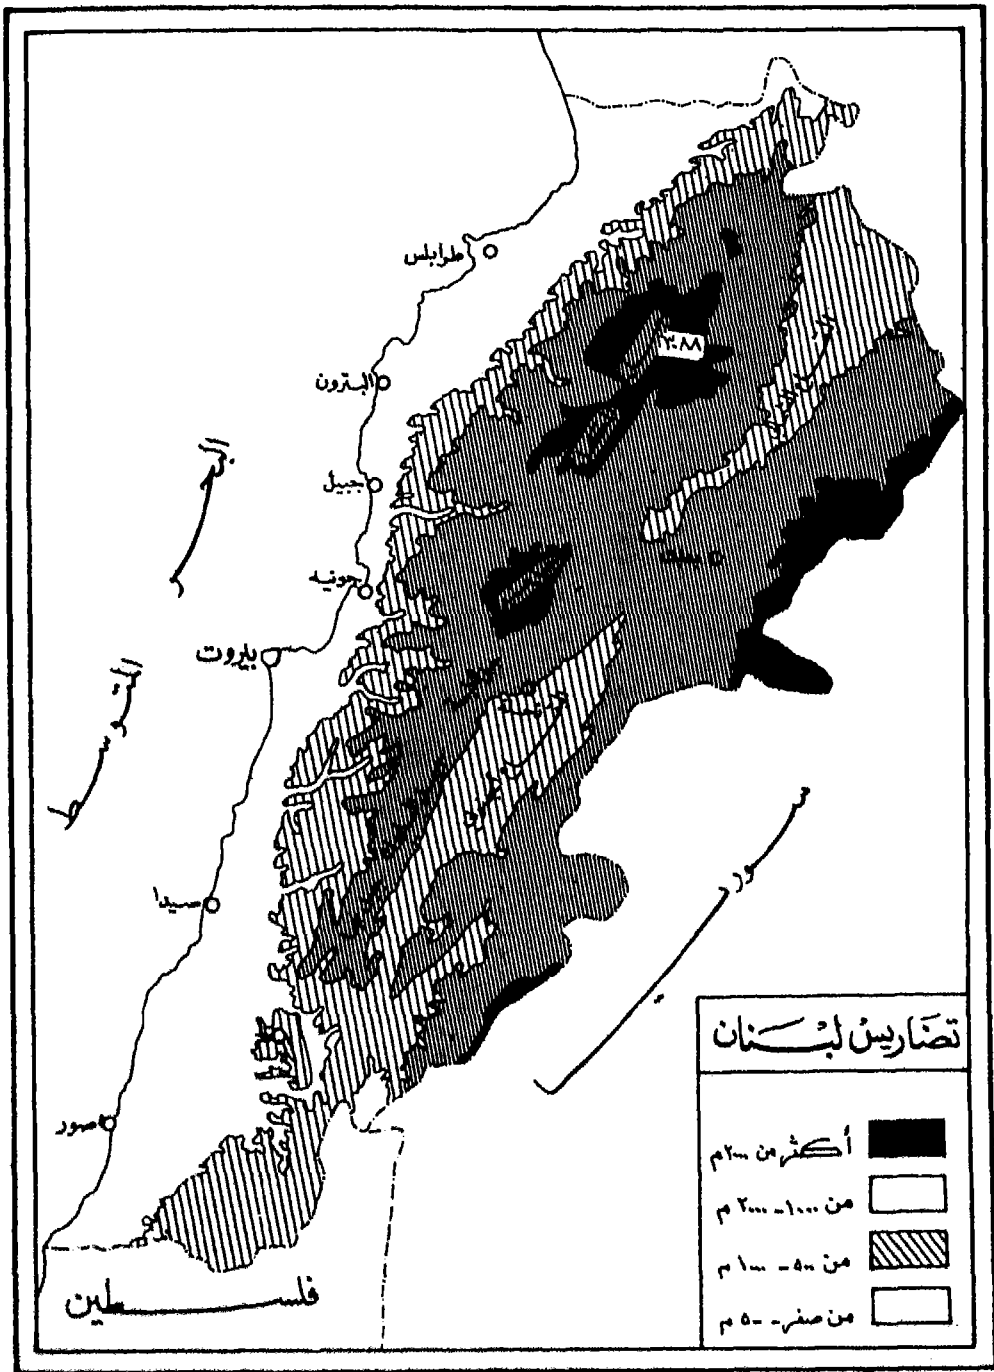 طرابلس
٣٠٨٨
البترون
جبيل
جونيه
بيروت
زحلة
صيدا
صور
البحر
المتوسط
سوريا
فلسطين
تضاريس لبنان
أكثر من ٢٠٠٠م
من ١٠٠٠ - ٢٠٠٠ م
من ٥٠٠ - ١٠٠٠ م
من صفر - ٥٠٠ م